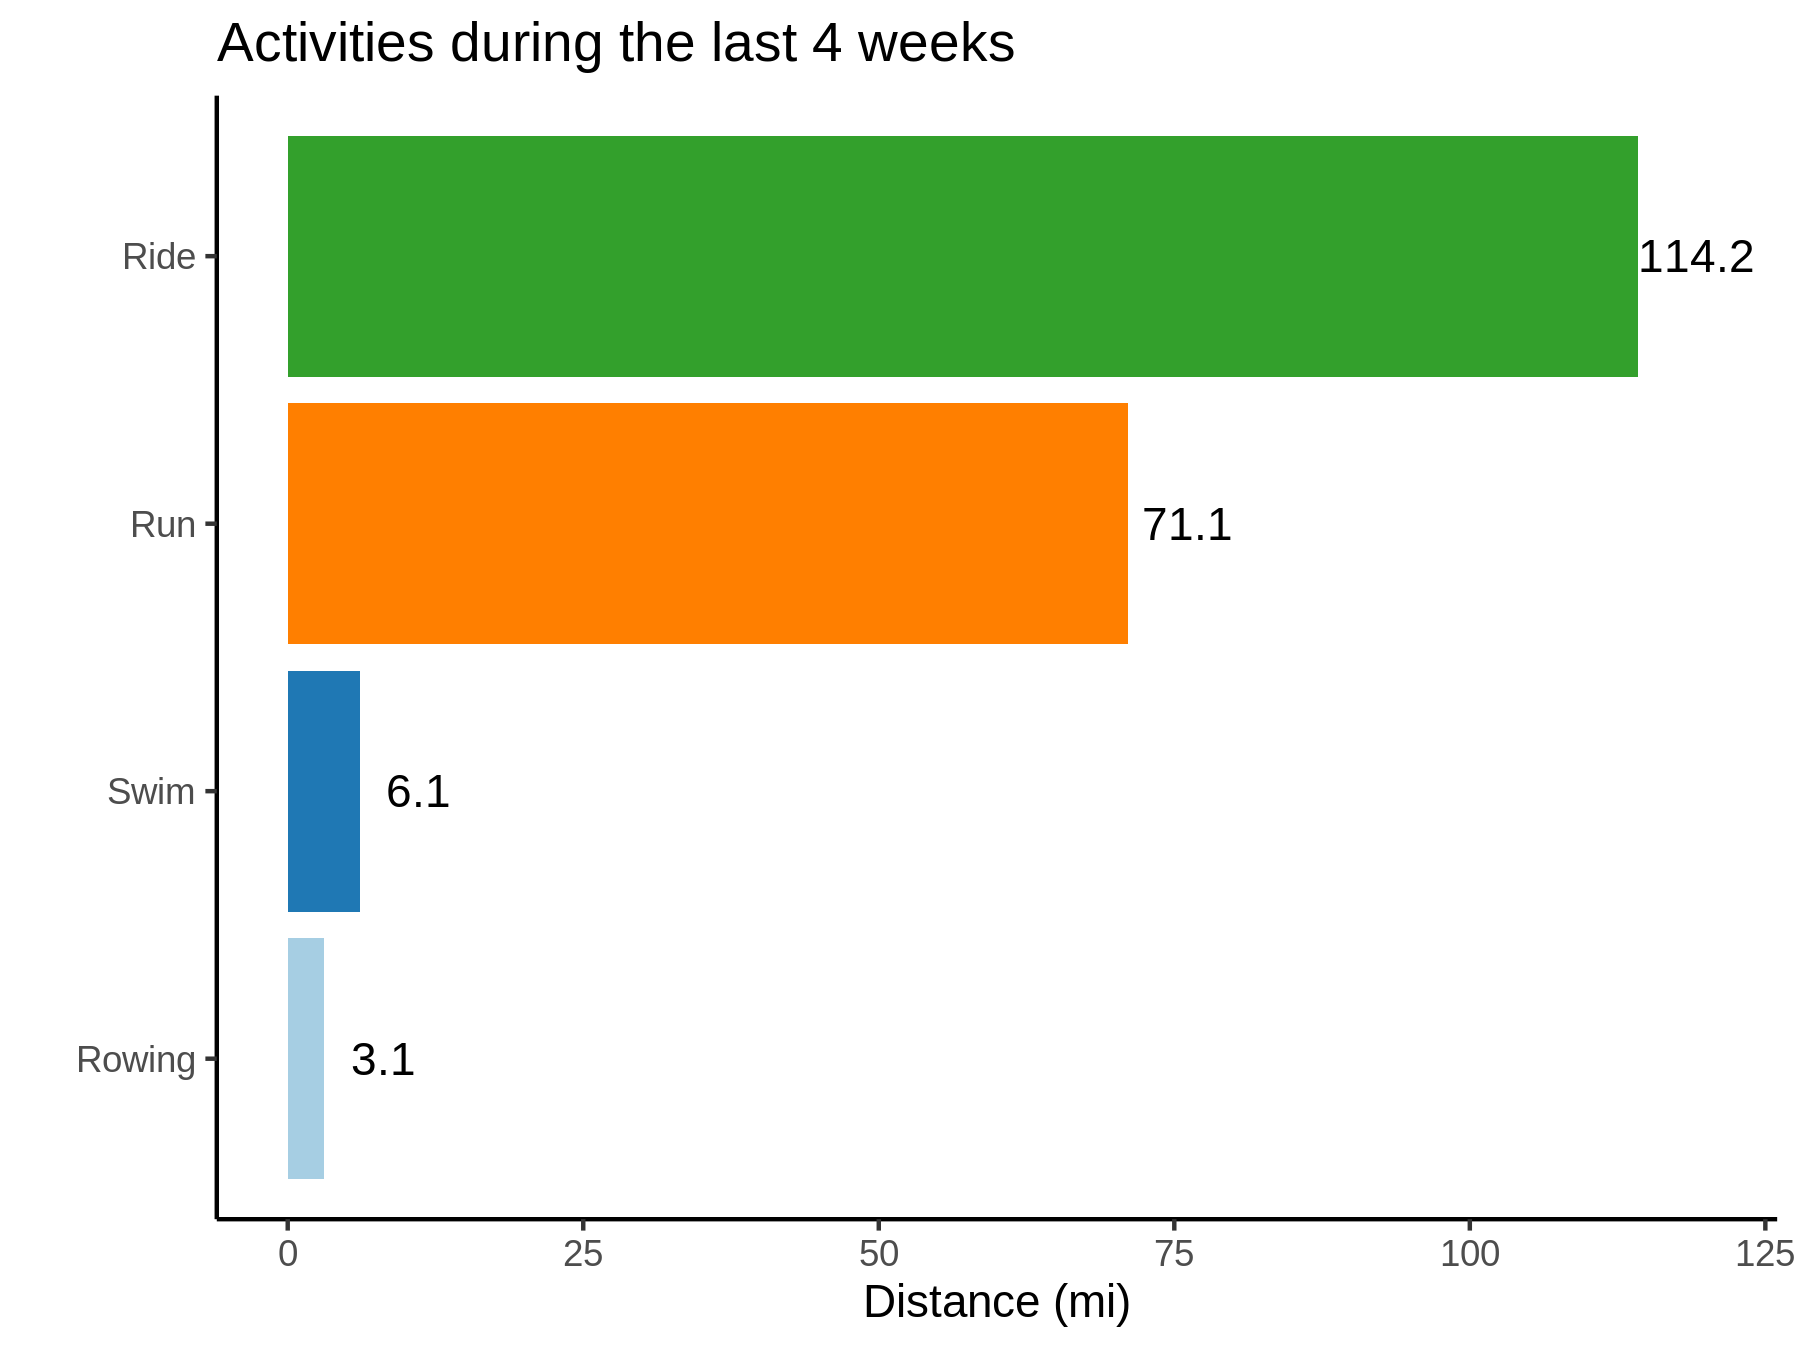 Activities during the last 4 weeks
Ride
114.2
Run
71.1
Swim
6.1
Rowing
3.1
0 25 50 75 100 125
Distance (mi)